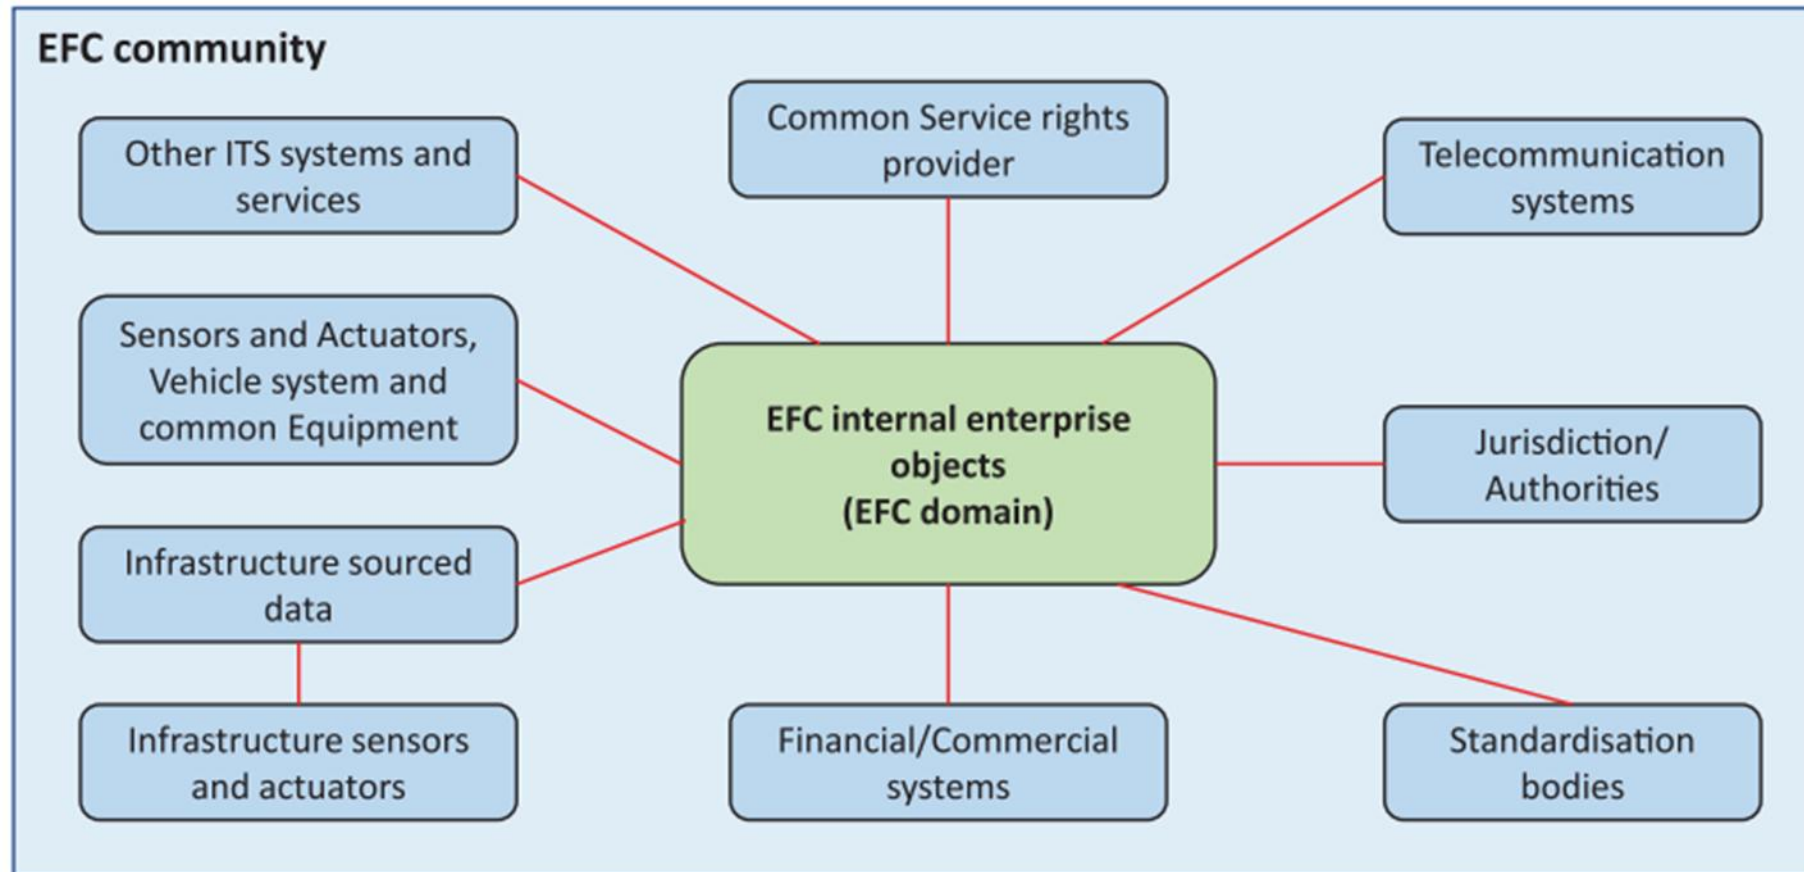 EFC community
Common Service rights
provider
Other ITS systems and
services
Telecommunication
systems
Sensors and Actuators,
Vehicle system and
common Equipment
EFC internal enterprise
objects
(EFC domain)
Jurisdiction/
Authorities
Infrastructure sourced
data
Infrastructure sensors
and actuators
Financial/Commercial
systems
Standardisation
bodies